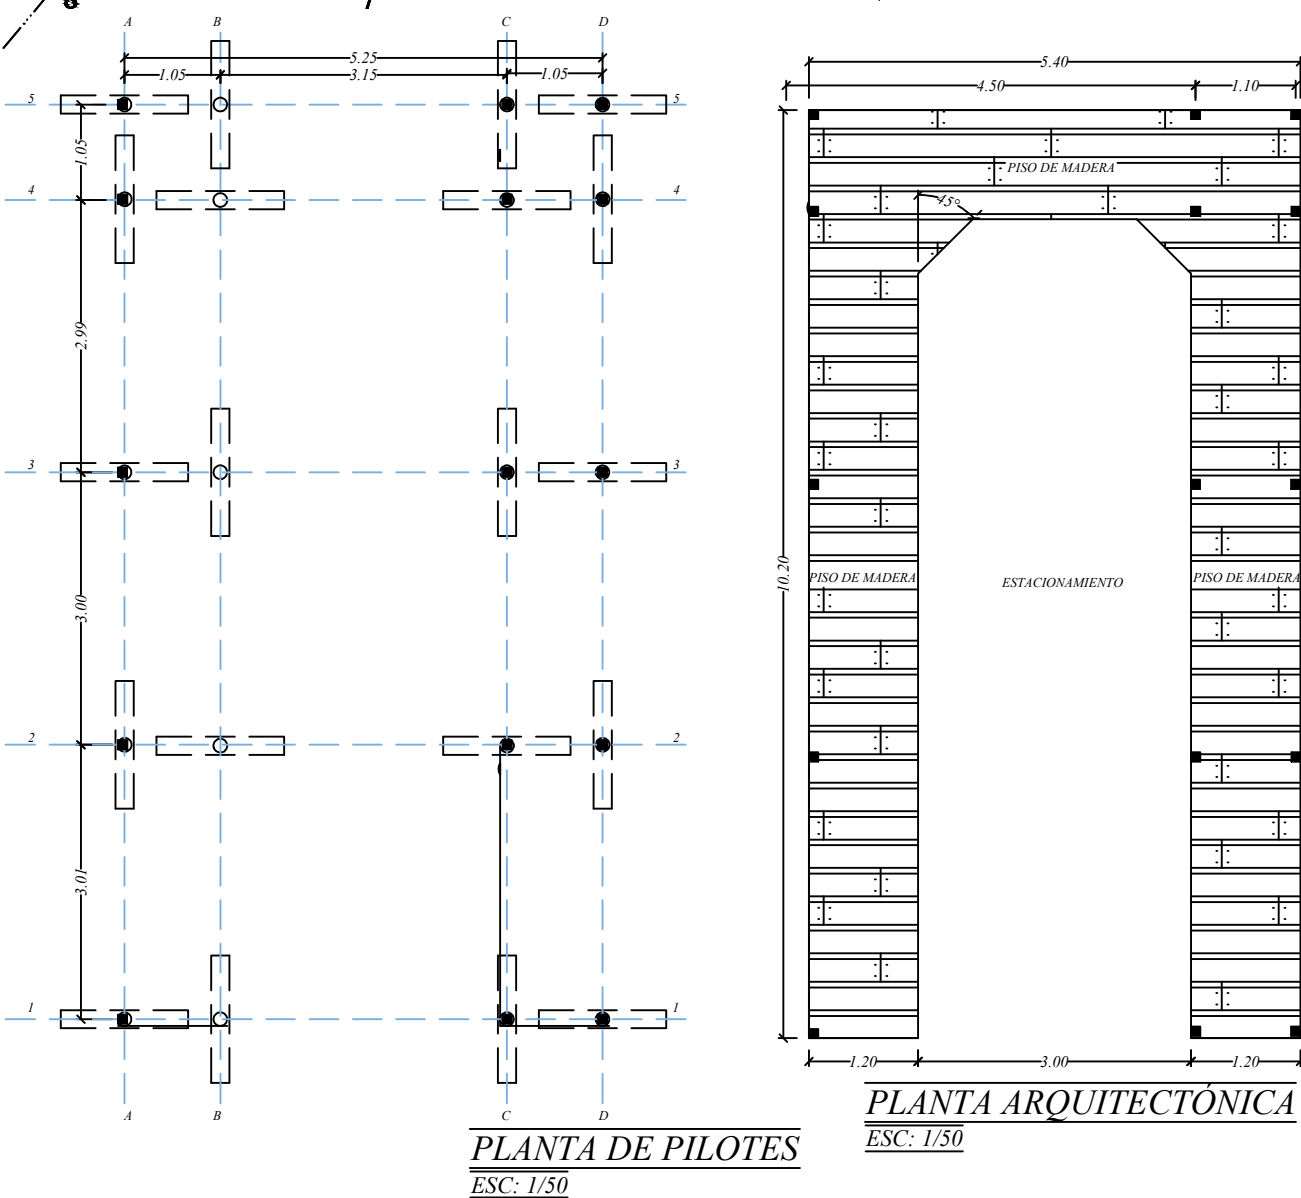 A B C D
5.25
1.05 3.15 1.05
5 5
1.05
4 4
2.99
3 3
3.00
2 2
3.01
1 1
A B C D
PLANTA DE PILOTES
ESC: 1/50
5.40
4.50 1.10
PISO DE MADERA
45°
10.20
PISO DE MADERA ESTACIONAMIENTO PISO DE MADERA
1.20 3.00 1.20
PLANTA ARQUITECTÓNICA
ESC: 1/50